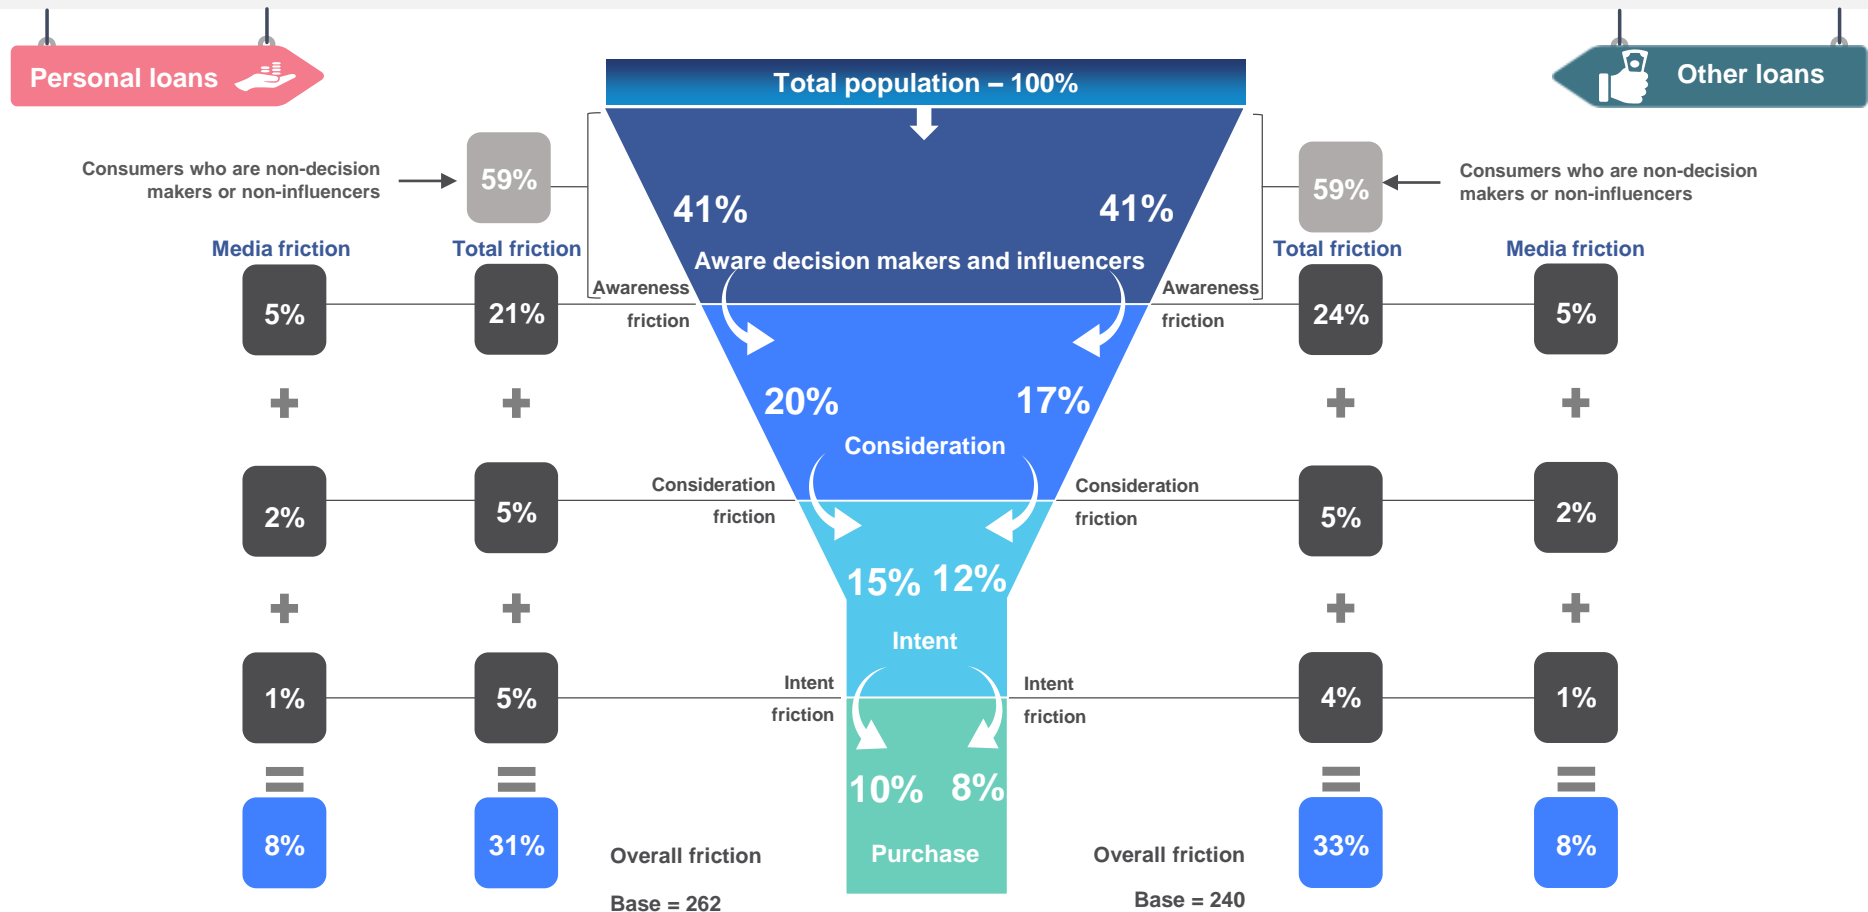 Personal loans
Total population – 100%
Other loans
Consumers who are non-decision
makers or non-influencers
59%
41%
41%
59%
Consumers who are non-decision
makers or non-influencers
Media friction
Total friction
Aware decision makers and influencers
Total friction
Media friction
5%
21%
Awareness
friction
Awareness
friction
24%
5%
20%
17%
Consideration
2%
5%
Consideration
friction
Consideration
friction
5%
2%
15%
12%
Intent
1%
5%
Intent
friction
Intent
friction
4%
1%
10%
8%
Purchase
8%
31%
Overall friction
Base = 262
Overall friction
Base = 240
33%
8%